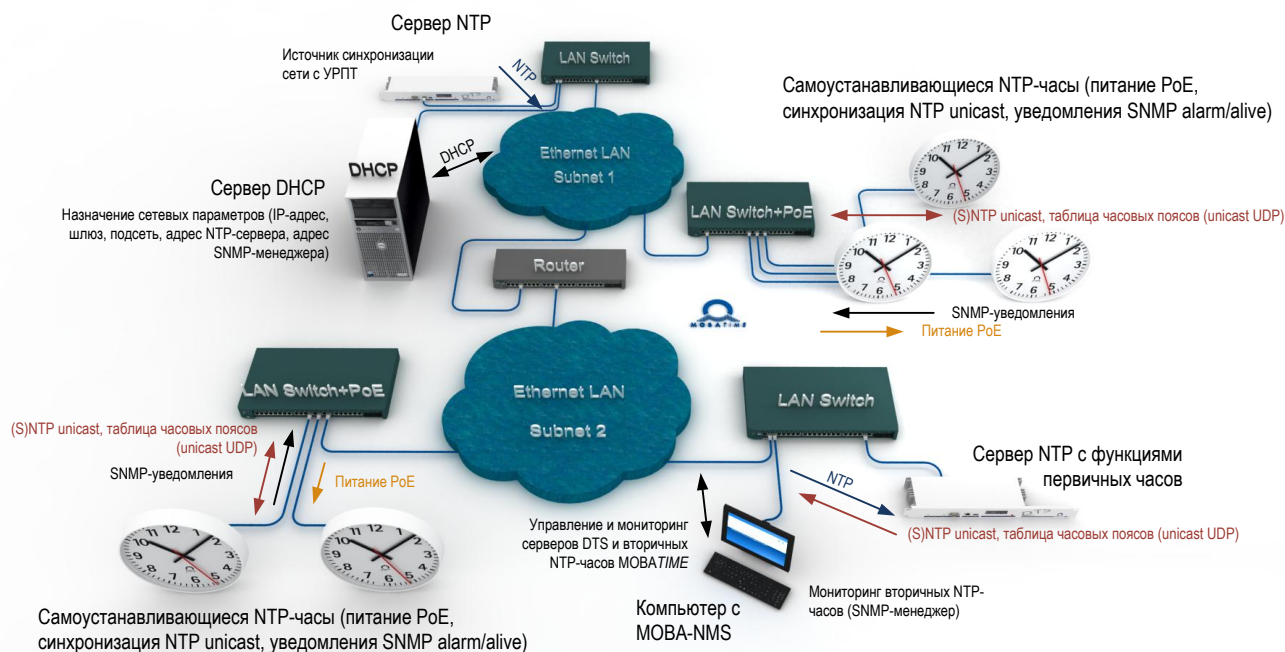 Сервер NTP
Источник синхронизации
сети с УРПТ
NTP
LAN Switch
Самоустанавливающиеся NTP-часы (питание PoE,
синхронизация NTP unicast, уведомления SNMP alarm/alive)
DHCP
DHCP
Ethernet LAN
Subnet 1
Сервер DHCP
Назначение сетевых параметров (IP-адрес,
шлюз, подсеть, адрес NTP-сервера, адрес
SNMP-менеджера)
LAN Switch+PoE
(S)NTP unicast, таблица часовых поясов (unicast UDP)
Router
MOBATIME
SNMP-уведомления
Питание PoE
LAN Switch+PoE
Ethernet LAN
Subnet 2
LAN Switch
(S)NTP unicast, таблица часовых поясов
(unicast UDP)
SNMP-уведомления
Питание PoE
Сервер NTP с функциями
первичных часов
NTP
(S)NTP unicast, таблица часовых поясов (unicast UDP)
Управление и мониторинг
серверов DTS и вторичных
NTP-часов MOBATIME
Мониторинг вторичных NTP-
часов (SNMP-менеджер)
Компьютер с
MOBA-NMS
Самоустанавливающиеся NTP-часы (питание PoE,
синхронизация NTP unicast, уведомления SNMP alarm/alive)